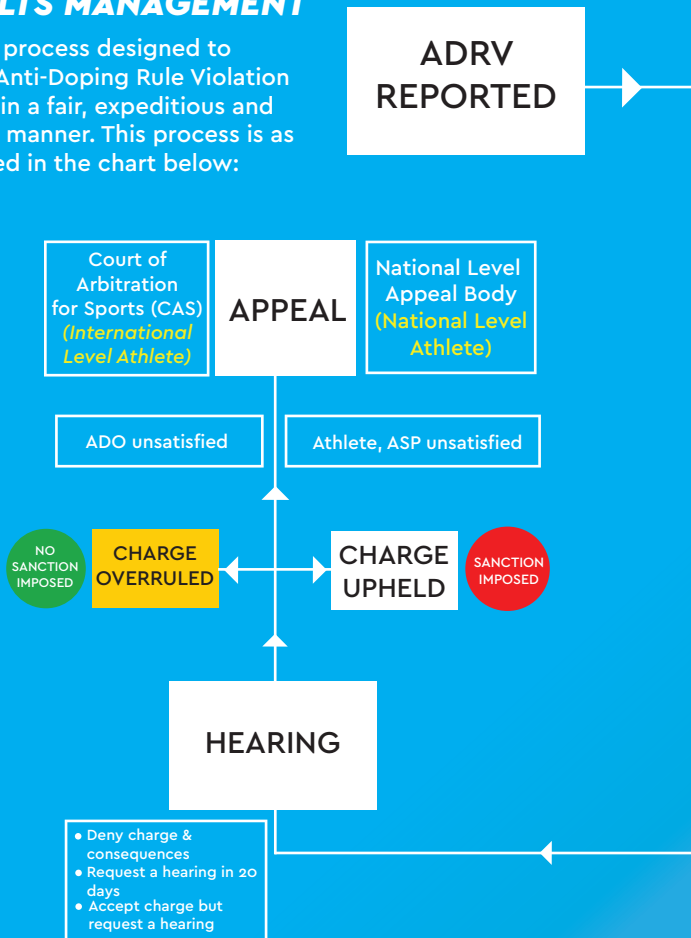 LTS MANAGEMENT
process designed to
Anti-Doping Rule Violation
in a fair, expeditious and
manner. This process is as
ed in the chart below:
ADRV
REPORTED
Court of
Arbitration
for Sports (CAS)
(International
Level Athlete)
APPEAL
National Level
Appeal Body
(National Level
Athlete)
ADO unsatisfied
Athlete, ASP unsatisfied
NO
SANCTION
IMPOSED
CHARGE
OVERRULED
CHARGE
UPHELD
SANCTION
IMPOSED
HEARING
• Deny charge &
consequences
• Request a hearing in 20
days
• Accept charge but
request a hearing